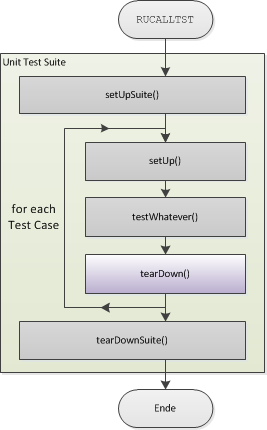 RUCALLTST
Unit Test Suite
setUpSuite()
setUp()
for each
Test Case
testWhatever()
tearDown()
tearDownSuite()
Ende